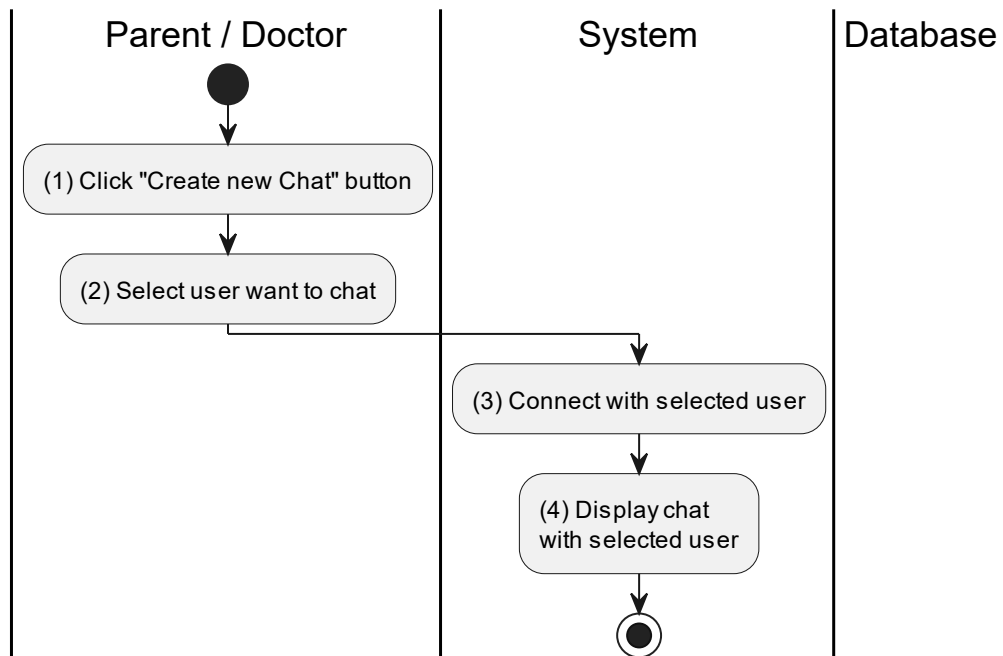 Parent / Doctor
System
Database
(1) Click "Create new Chat" button
(2) Select user want to chat
(3) Connect with selected user
(4) Display chat
with selected user